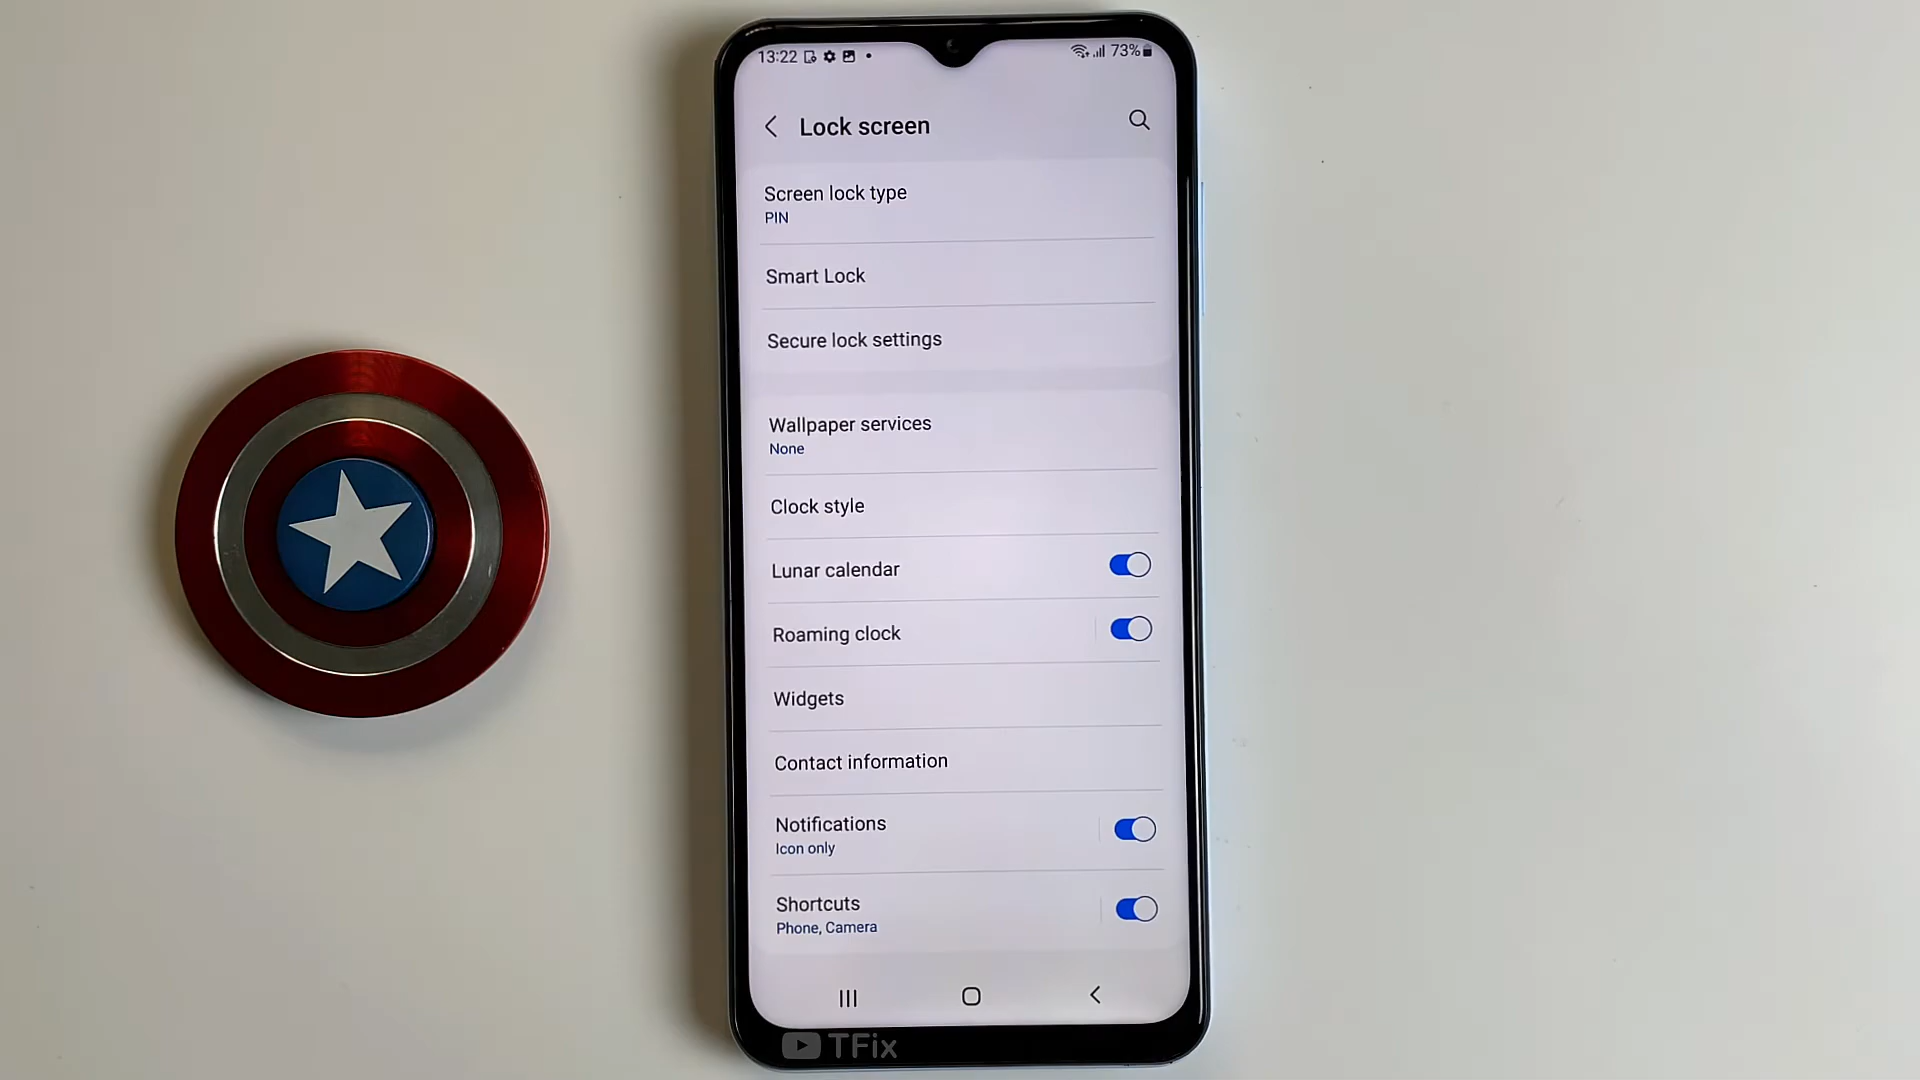 13:22
73%
Lock screen
Screen lock type
PIN
Smart Lock
Secure lock settings
Wallpaper services
None
Clock style
Lunar calendar
Roaming clock
Widgets
Contact information
Notifications
Icon only
Shortcuts
Phone, Camera
TFix